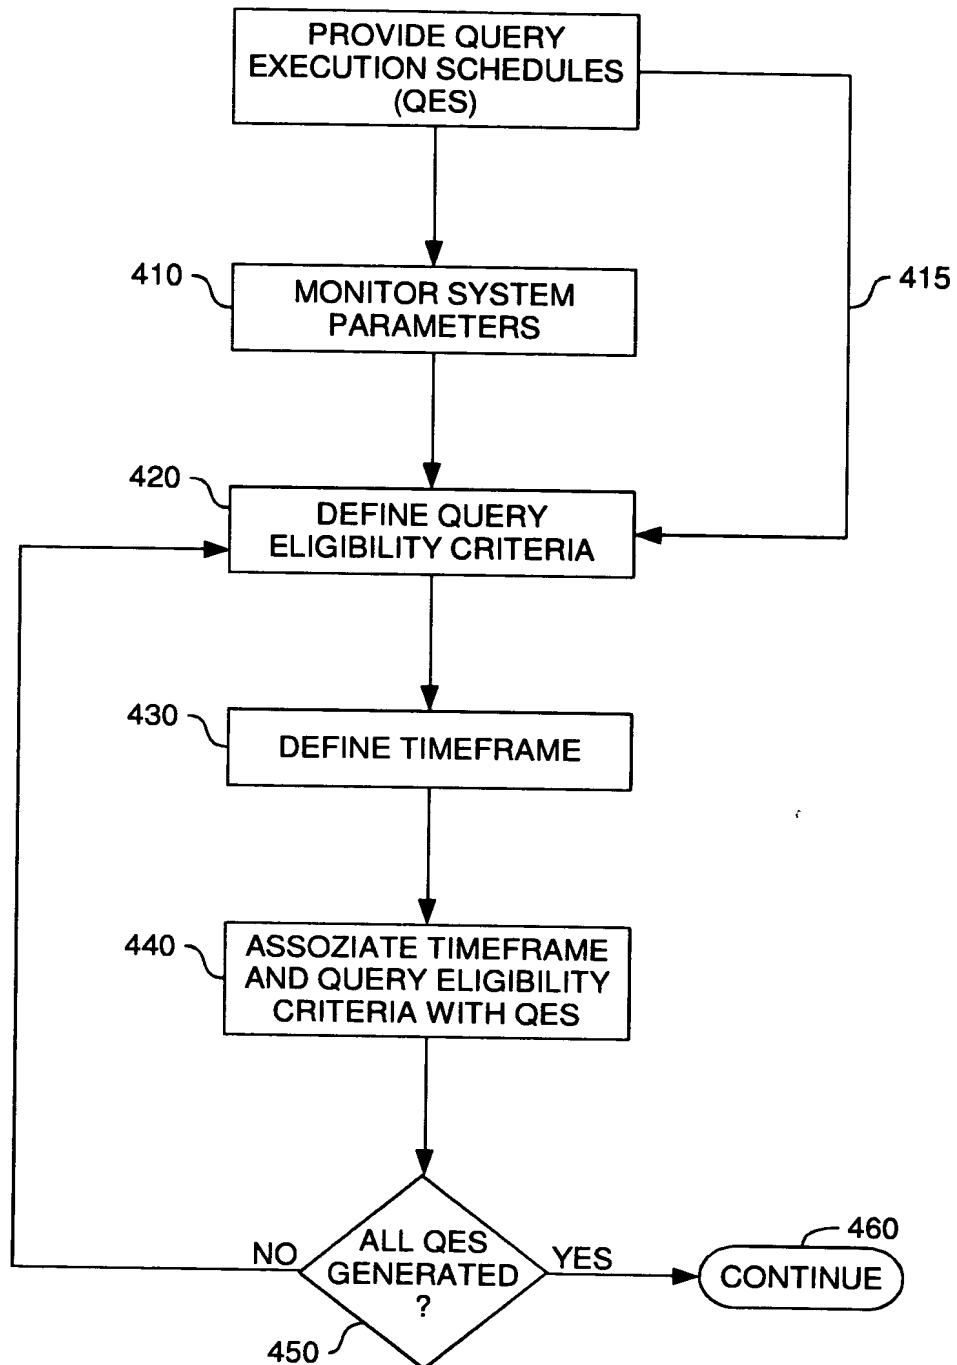 PROVIDE QUERY
EXECUTION SCHEDULES
(QES)
410
MONITOR SYSTEM
PARAMETERS
415
420
DEFINE QUERY
ELIGIBILITY CRITERIA
430
DEFINE TIMEFRAME
440
ASSOZIATE TIMEFRAME
AND QUERY ELIGIBILITY
CRITERIA WITH QES
NO
ALL QES
GENERATED
?
YES
460
CONTINUE
450